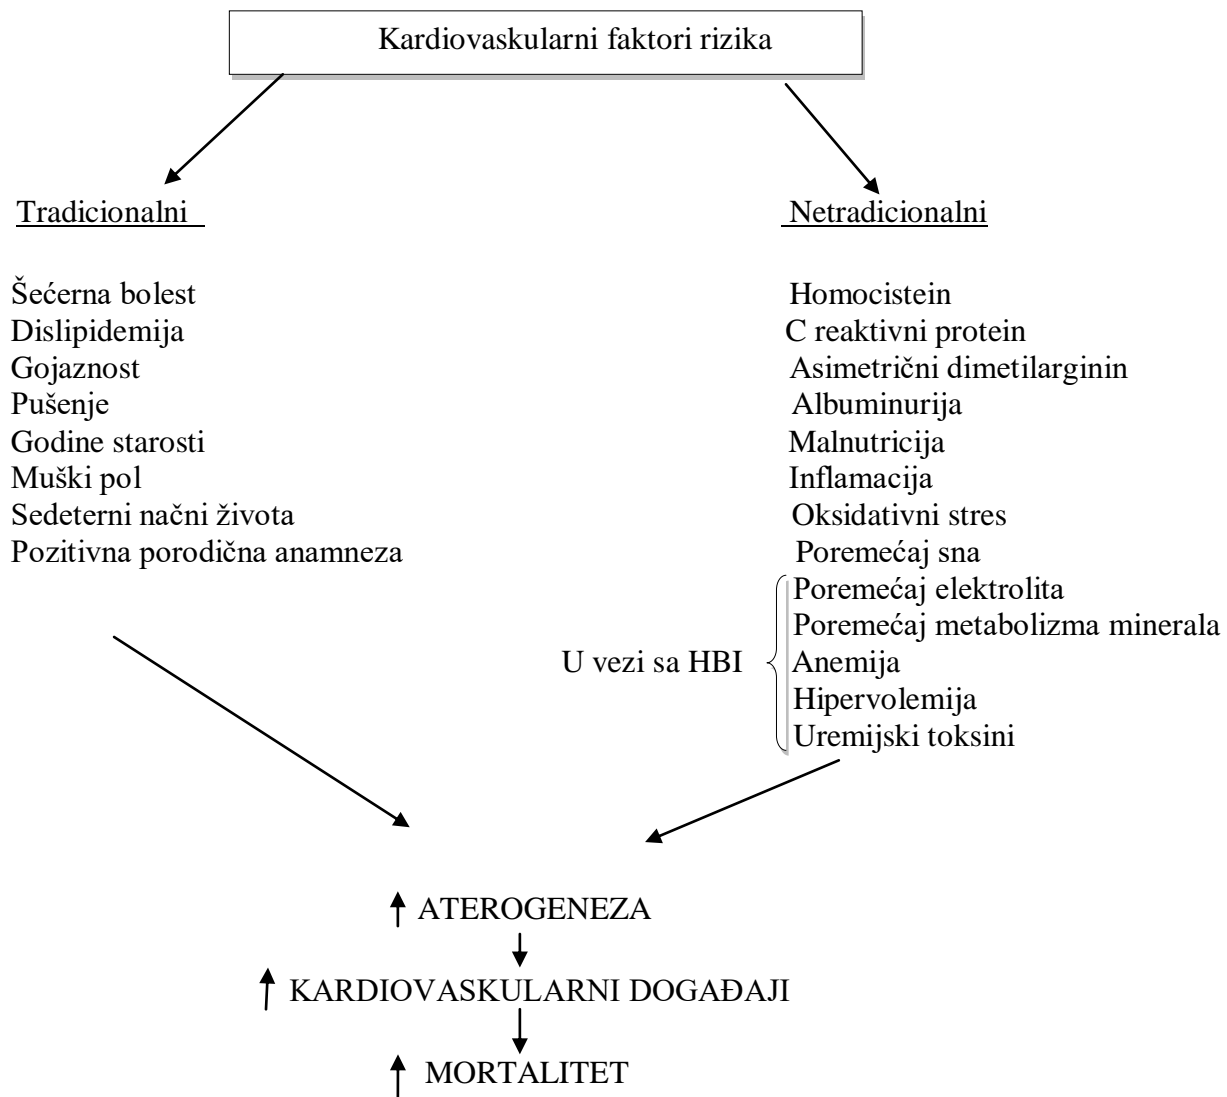 Kardiovaskularni faktori rizika
Tradicionalni
Šećerna bolest
Dislipidemija
Gojaznost
Pušenje
Godine starosti
Muški pol
Sedeterni načni života
Pozitivna porodična anamneza
Netradicionalni
Homocistein
C reaktivni protein
Asimetrični dimetilarginin
Albuminurija
Malnutricija
Inflamacija
Oksidativni stres
Poremećaj sna
U vezi sa HBI
Poremećaj elektrolita
Poremećaj metabolizma minerala
Anemija
Hipervolemija
Uremijski toksini
ATEROGENEZA
KARDIOVASKULARNI DOGAĐAJI
MORTALITET